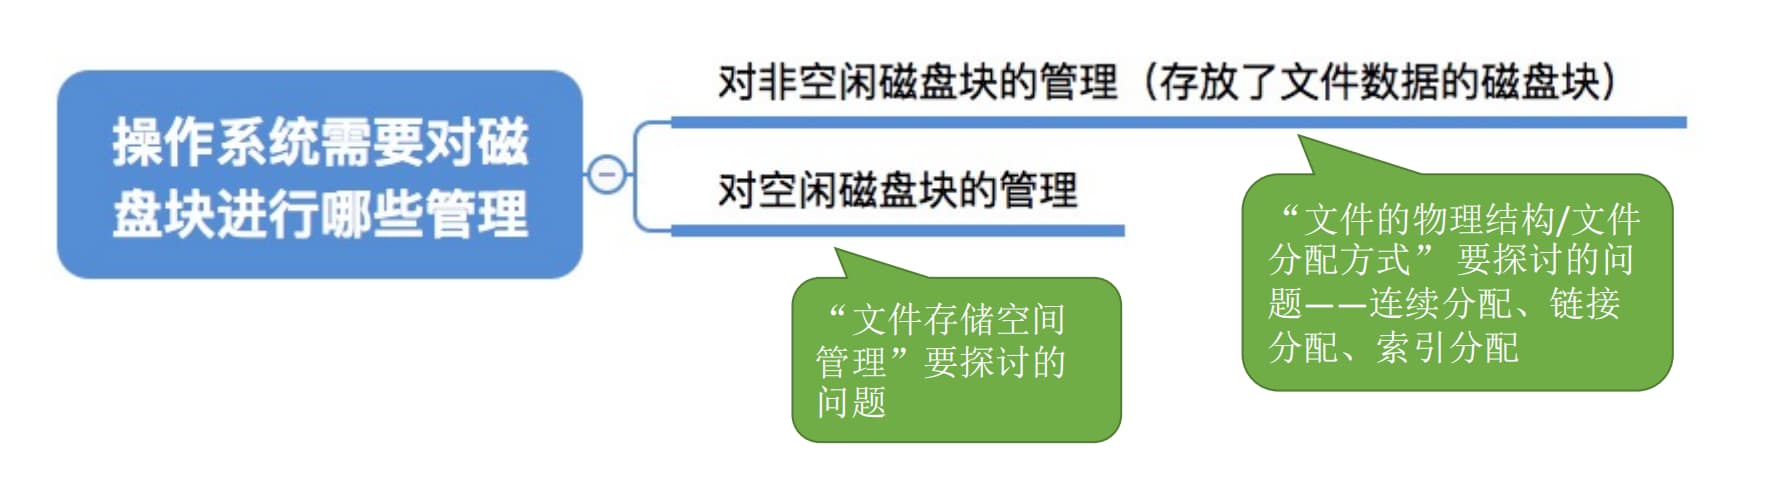 操作系统需要对磁
盘块进行哪些管理
对非空闲磁盘块的管理（存放了文件数据的磁盘块）
对空闲磁盘块的管理
“文件的物理结构/文件
分配方式” 要探讨的问
题——连续分配、链接
分配、索引分配
“文件存储空间
管理”要探讨的
问题